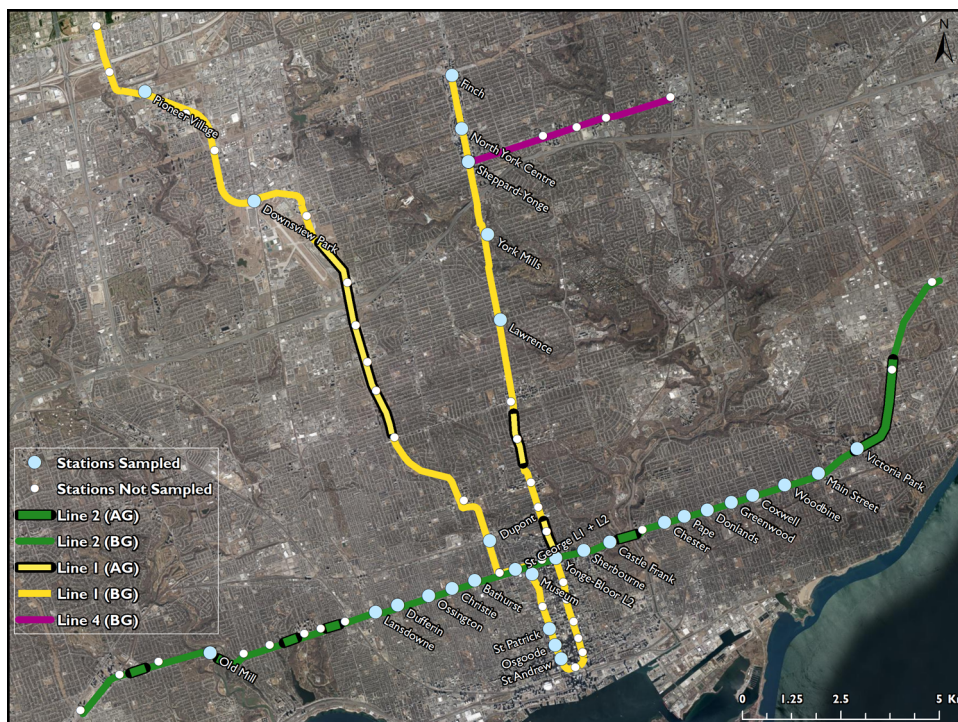 N
Finch
North York Centre
Sheppard-Yonge
York Mills
Lawrence
Pioneer Village
Downsview Park
Dupont
St George L1 + L2
Museum
Yonge-Bloor L2
Sherbourne
Castle Frank
Chester
Pape
Donlands
Greenwood
Coxwell
Woodbine
Main Street
Victoria Park
Bathurst
Christie
Ossington
Dufferin
Lansdowne
Old Mill
St Patrick
Osgoode
St Andrew
Stations Sampled
Stations Not Sampled
Line 2 (AG)
Line 2 (BG)
Line 1 (AG)
Line 1 (BG)
Line 4 (BG)
0 1.25 2.5 5 K